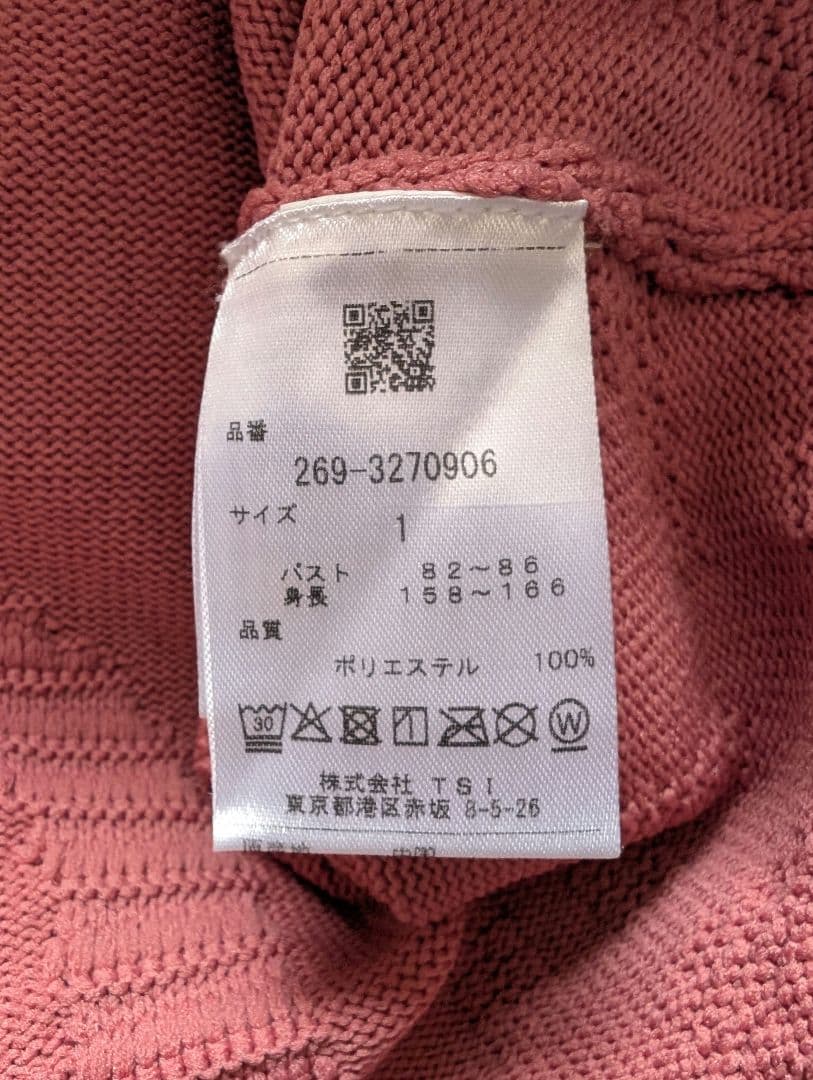 品番
269-3270906
サイズ 1
バスト 82～86
身長 158～166
品質
ポリエステル 100%
30 W
株式会社 TSI
東京都港区赤坂 8-5-26